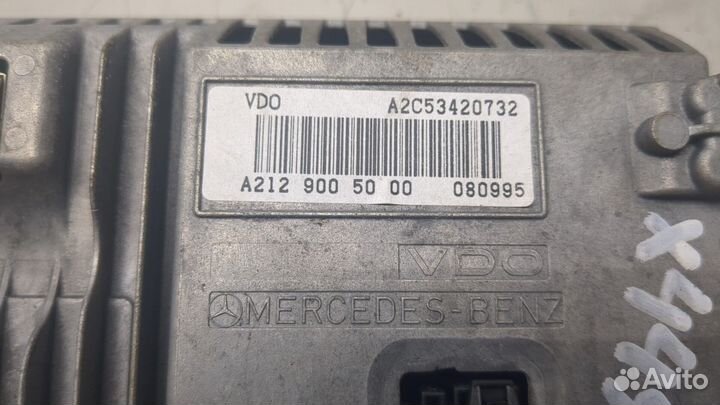 VDO A2C53420732
A212 900 50 00 080995
VDO
MERCEDES-BENZ
Avito